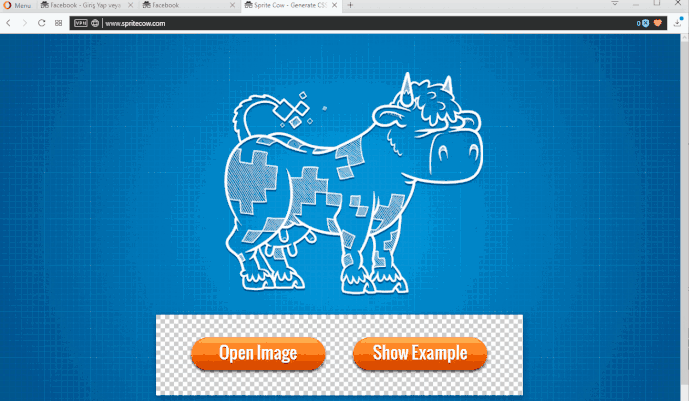 Menu
Facebook - Giriş Yap veya
Facebook
Sprite Cow - Generate CS
VPN
www.spritecow.com
0
Open Image
Show Example